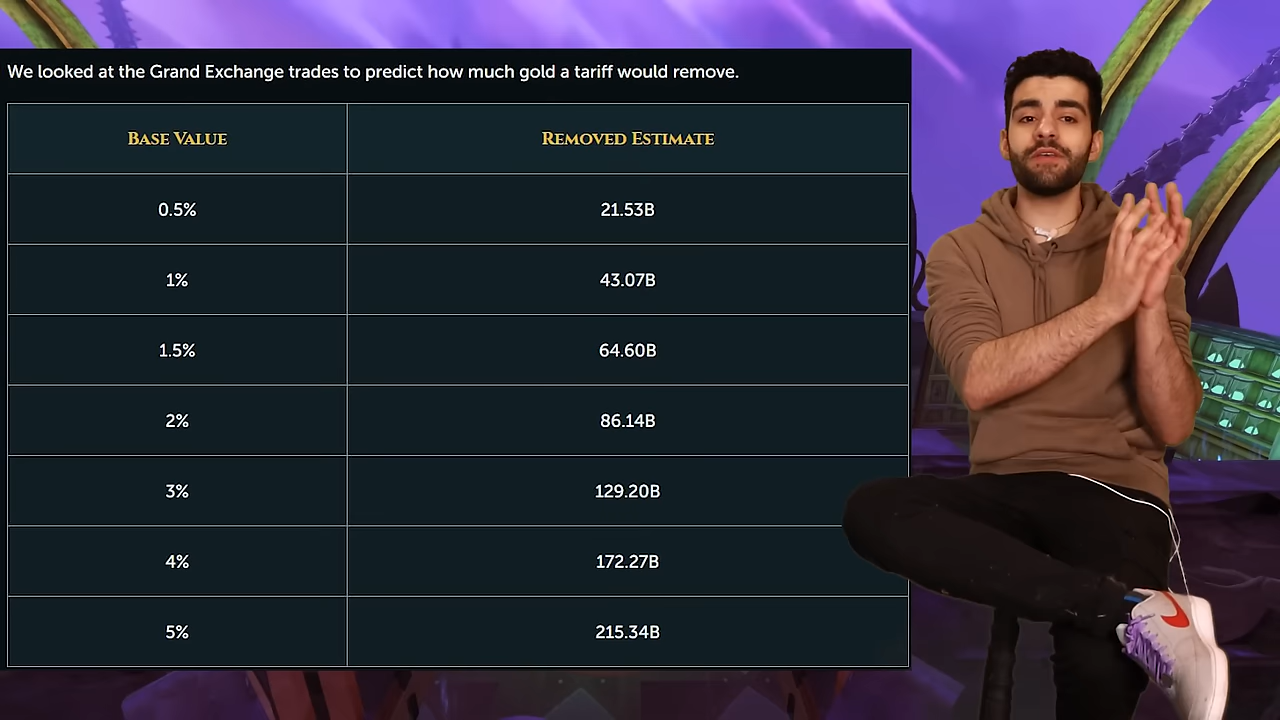 We looked at the Grand Exchange trades to predict how much gold a tariff would remove.
BASE VALUE REMOVED ESTIMATE
0.5% 21.53B
1% 43.07B
1.5% 64.60B
2% 86.14B
3% 129.20B
4% 172.27B
5% 215.34B